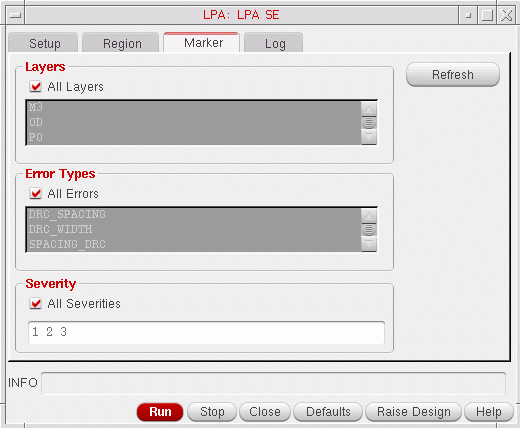 LPA: LPA SE
Setup Region Marker Log
Layers
All Layers
M3
OD
PO
Refresh
Error Types
All Errors
DRC_SPACING
DRC_WIDTH
SPACING_DRC
Severity
All Severities
1 2 3
INFO
Run Stop Close Defaults Raise Design Help